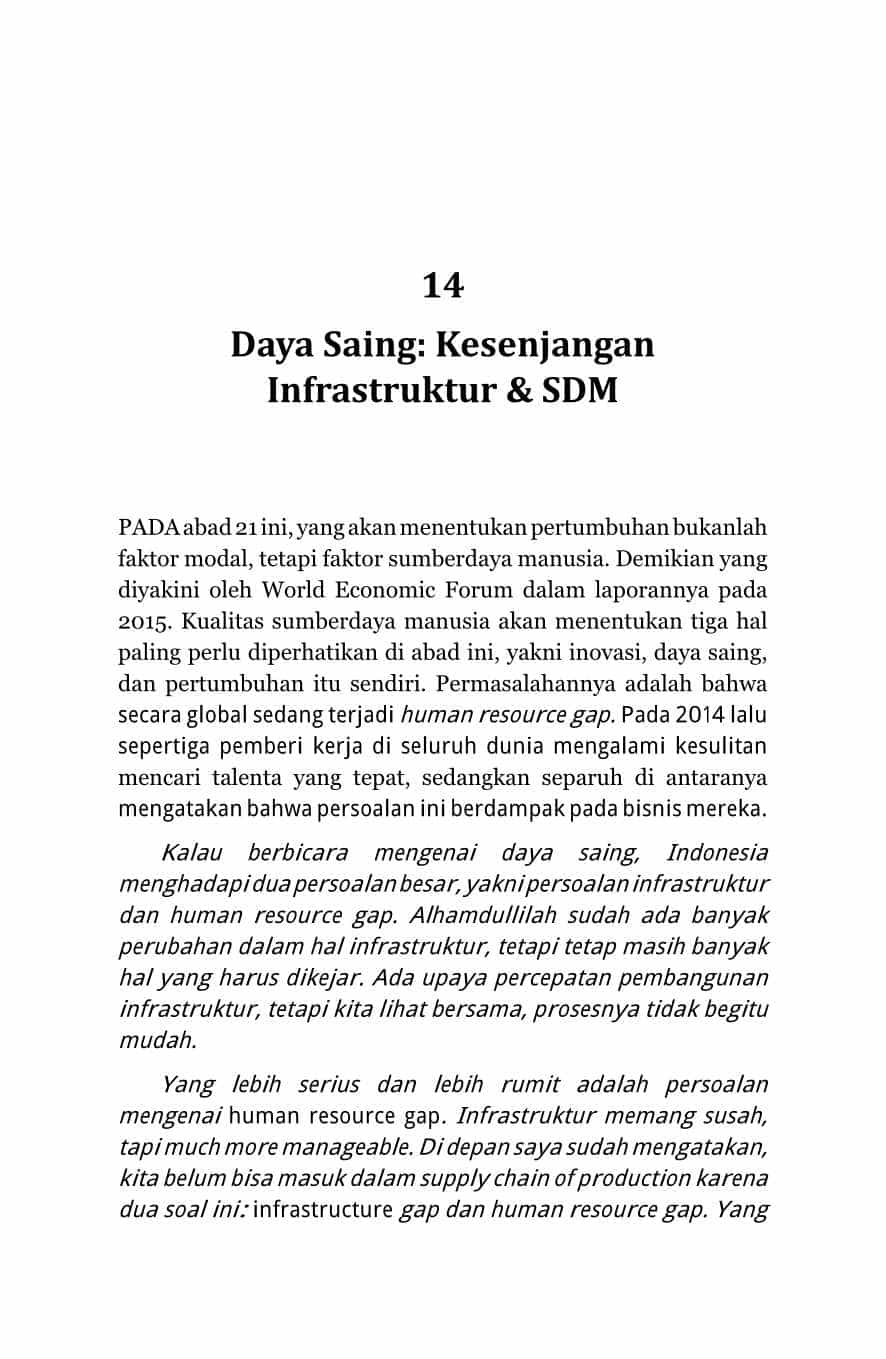 14
Daya Saing: Kesenjangan
Infrastruktur & SDM
PADA abad 21 ini, yang akan menentukan pertumbuhan bukanlah
faktor modal, tetapi faktor sumberdaya manusia. Demikian yang
diyakini oleh World Economic Forum dalam laporannya pada
2015. Kualitas sumberdaya manusia akan menentukan tiga hal
paling perlu diperhatikan di abad ini, yakni inovasi, daya saing,
dan pertumbuhan itu sendiri. Permasalahannya adalah bahwa
secara global sedang terjadi human resource gap. Pada 2014 lalu
sepertiga pemberi kerja di seluruh dunia mengalami kesulitan
mencari talenta yang tepat, sedangkan separuh di antaranya
mengatakan bahwa persoalan ini berdampak pada bisnis mereka.
Kalau berbicara mengenai daya saing, Indonesia
menghadapi dua persoalan besar, yakni persoalan infrastruktur
dan human resource gap. Alhamdullilah sudah ada banyak
perubahan dalam hal infrastruktur, tetapi tetap masih banyak
hal yang harus dikejar. Ada upaya percepatan pembangunan
infrastruktur, tetapi kita lihat bersama, prosesnya tidak begitu
mudah.
Yang lebih serius dan lebih rumit adalah persoalan
mengenai human resource gap. Infrastruktur memang susah,
tapi much more manageable. Di depan saya sudah mengatakan,
kita belum bisa masuk dalam supply chain of production karena
dua soal ini: infrastructure gap dan human resource gap. Yang